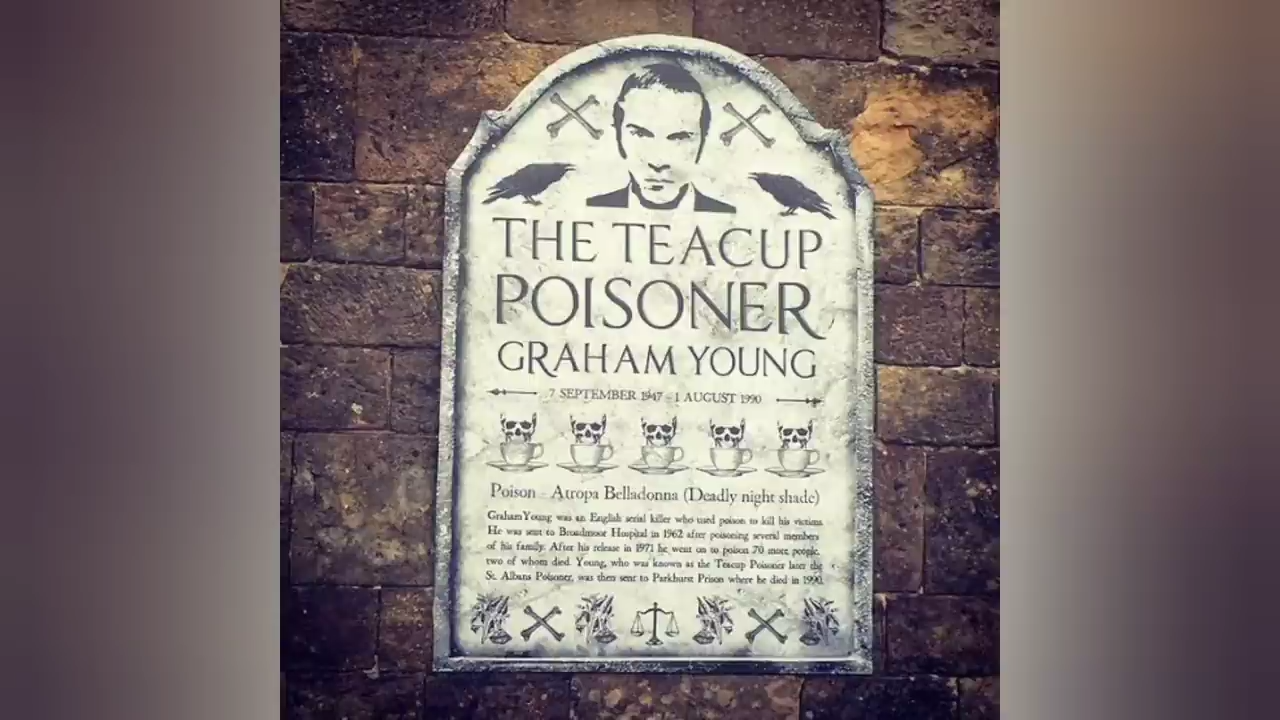 THE TEACUP
POISONER
GRAHAM YOUNG
7 SEPTEMBER 1947 - 1 AUGUST 1990
Poison - Atropa Belladonna (Deadly night shade)
Graham Young was an English serial killer who used poison to kill his victims.
He was sent to Broadmoor Hospital in 1962 after poisoning several members
of his family. After his release in 1971 he went on to poison 70 more people,
two of whom died. Young, who was known as the Teacup Poisoner later the
St. Albans Poisoner, was then sent to Parkhurst Prison where he died in 1990.